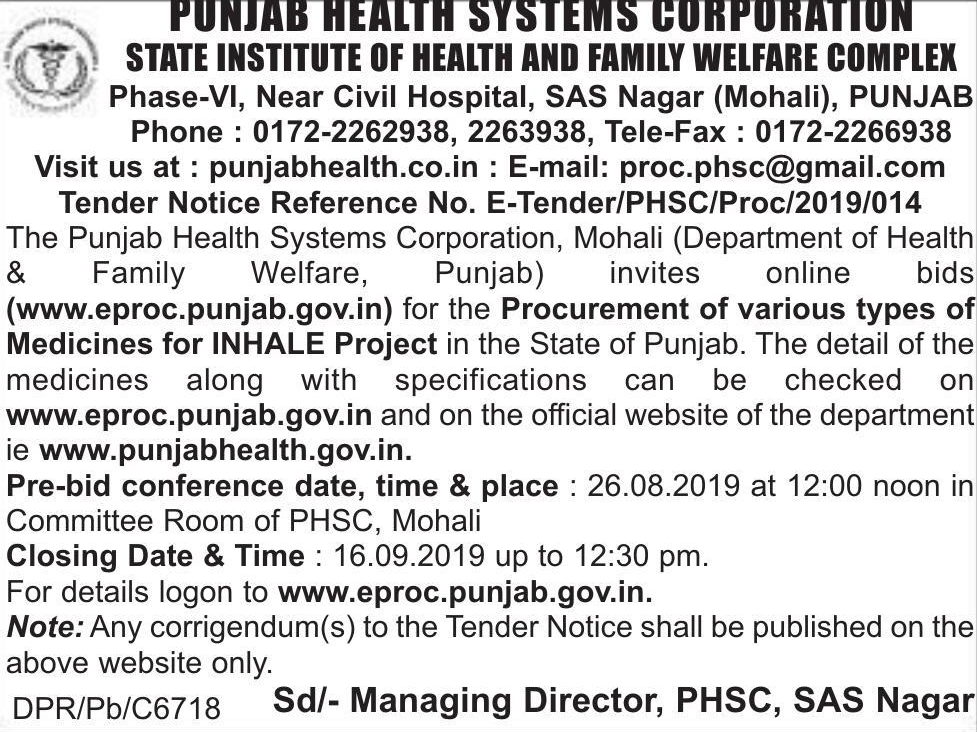 PUNJAB HEALTH SYSTEMS CORPORATION
STATE INSTITUTE OF HEALTH AND FAMILY WELFARE COMPLEX
Phase-VI, Near Civil Hospital, SAS Nagar (Mohali), PUNJAB
Phone : 0172-2262938, 2263938, Tele-Fax : 0172-2266938
Visit us at : punjabhealth.co.in : E-mail: proc.phsc@gmail.com
Tender Notice Reference No. E-Tender/PHSC/Proc/2019/014
The Punjab Health Systems Corporation, Mohali (Department of Health
& Family Welfare, Punjab) invites online bids
(www.eproc.punjab.gov.in) for the Procurement of various types of
Medicines for INHALE Project in the State of Punjab. The detail of the
medicines along with specifications can be checked on
www.eproc.punjab.gov.in and on the official website of the department
ie www.punjabhealth.gov.in.
Pre-bid conference date, time & place : 26.08.2019 at 12:00 noon in
Committee Room of PHSC, Mohali
Closing Date & Time : 16.09.2019 up to 12:30 pm.
For details logon to www.eproc.punjab.gov.in.
Note: Any corrigendum(s) to the Tender Notice shall be published on the
above website only.
DPR/Pb/C6718 Sd/- Managing Director, PHSC, SAS Nagar